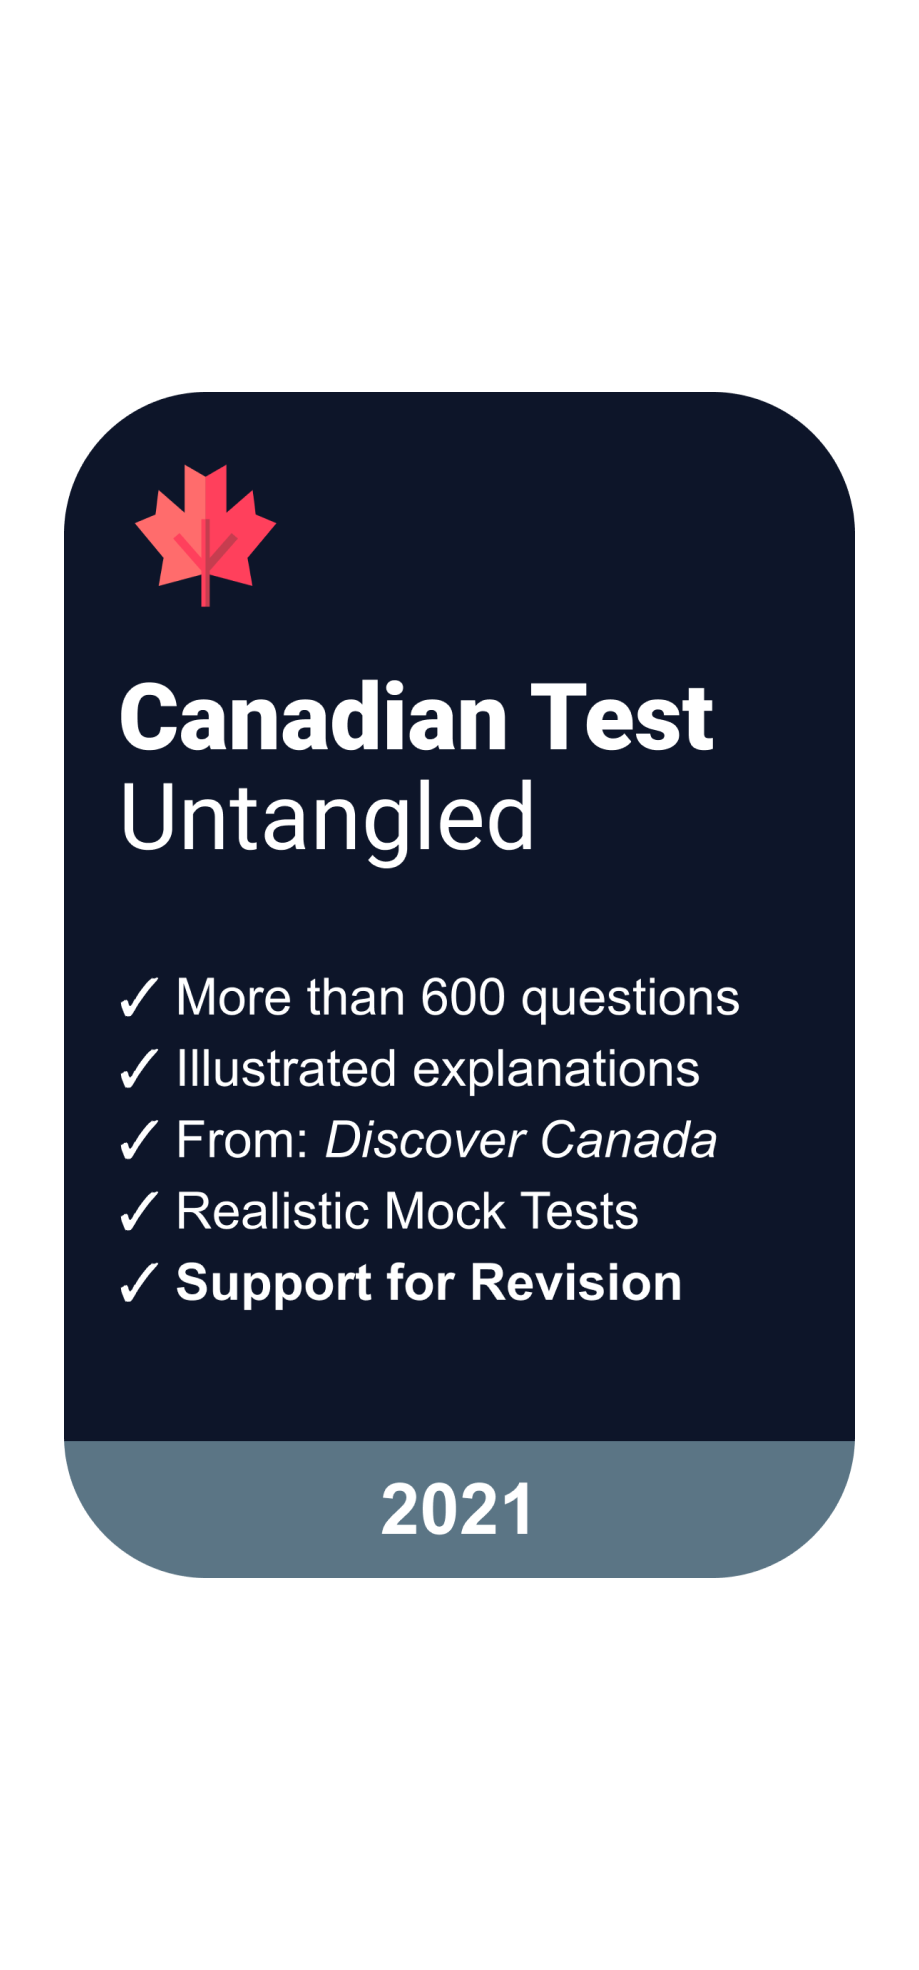 Canadian Test
Untangled
✓ More than 600 questions
✓ Illustrated explanations
✓ From: Discover Canada
✓ Realistic Mock Tests
✓ Support for Revision
2021